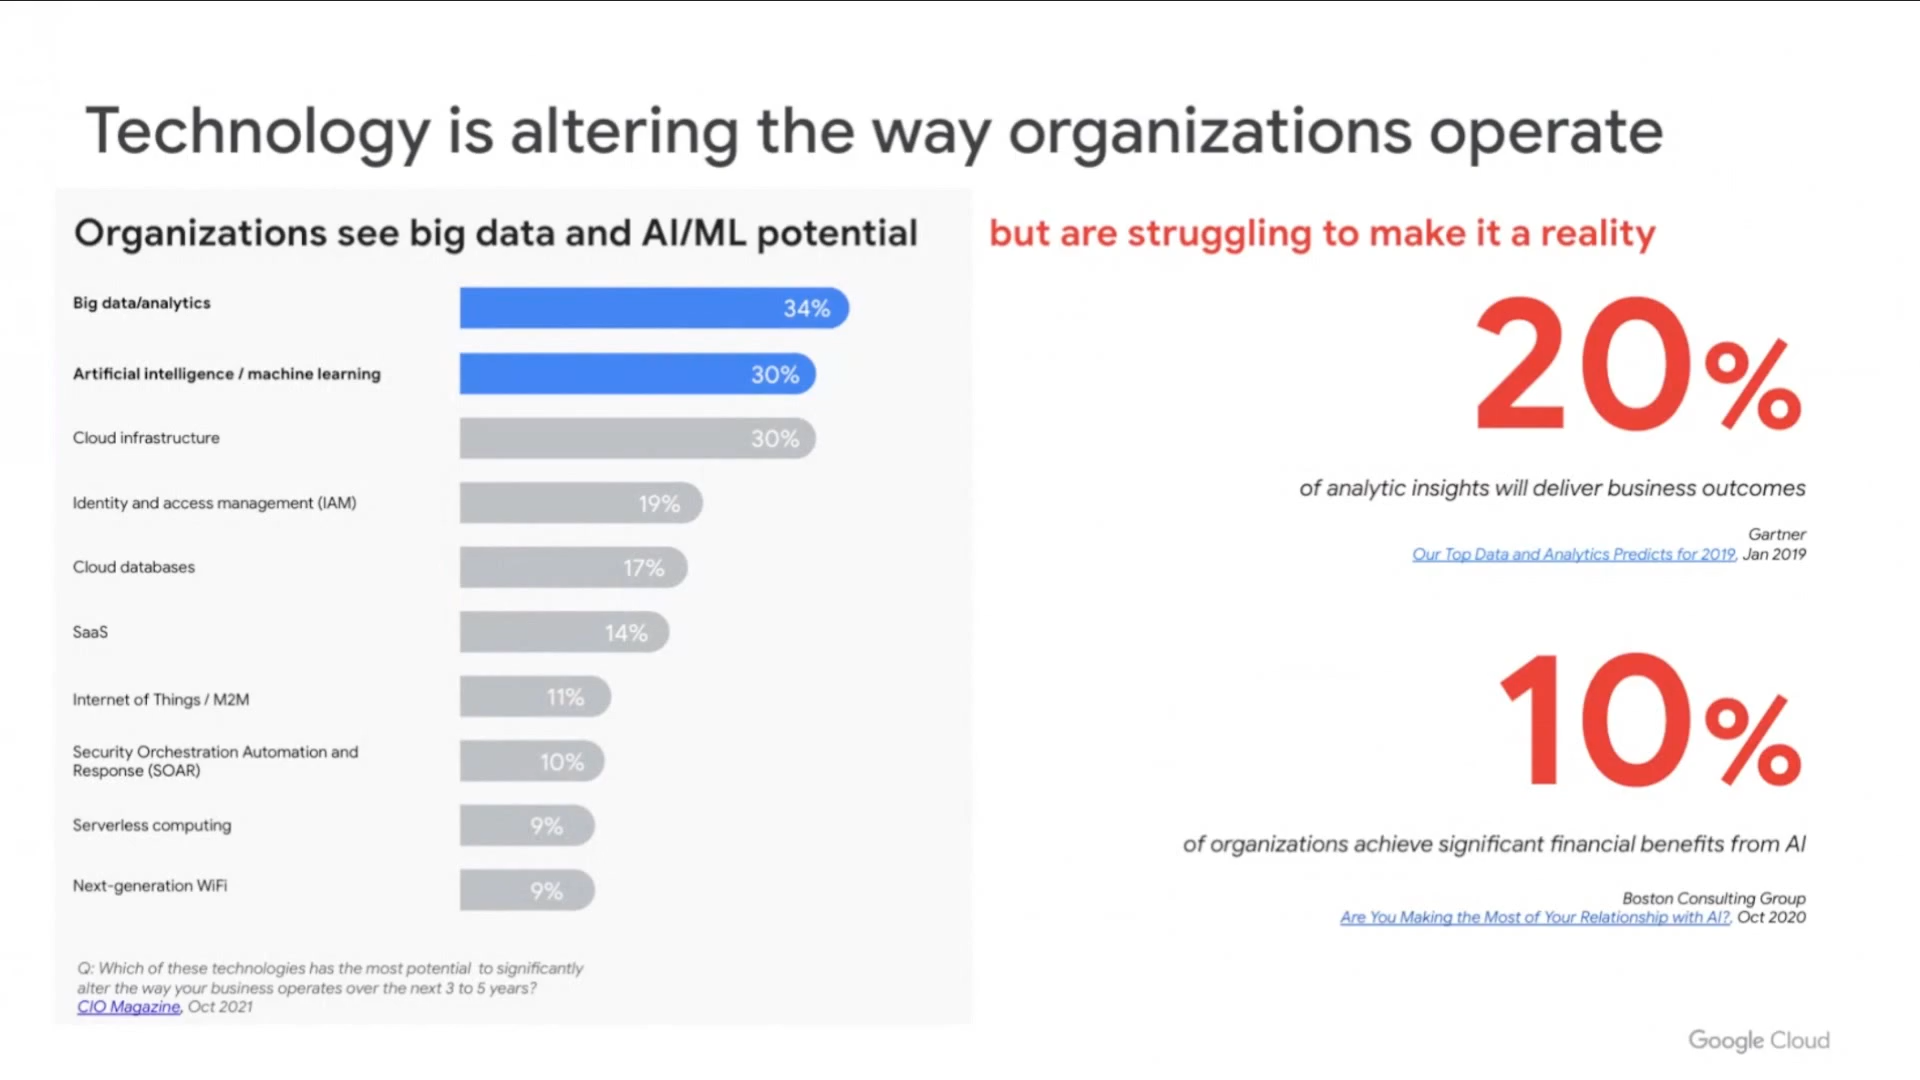 Technology is altering the way organizations operate
Organizations see big data and AI/ML potential
but are struggling to make it a reality
Big data/analytics
34%
Artificial intelligence / machine learning
30%
Cloud infrastructure
30%
Identity and access management (IAM)
19%
Cloud databases
17%
SaaS
14%
Internet of Things / M2M
11%
Security Orchestration Automation and
Response (SOAR)
10%
Serverless computing
9%
Next-generation WiFi
9%
Q: Which of these technologies has the most potential to significantly
alter the way your business operates over the next 3 to 5 years?
CIO Magazine, Oct 2021
20%
of analytic insights will deliver business outcomes
Gartner
Our Top Data and Analytics Predicts for 2019, Jan 2019
10%
of organizations achieve significant financial benefits from AI
Boston Consulting Group
Are You Making the Most of Your Relationship with AI?, Oct 2020
Google Cloud